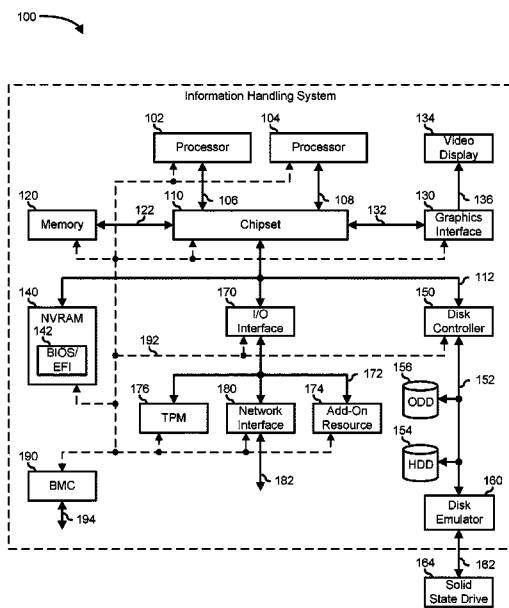 100
Information Handling System
102
104
134
Processor
Processor
Video
Display
120
110
106
108
130
136
122
132
Memory
Chipset
Graphics
Interface
112
140
170
150
NVRAM
142
BIOS/
EFI
I/O
Interface
Disk
Controller
192
172
156
152
176
180
174
ODD
TPM
Network
Interface
Add-On
Resource
154
HDD
190
182
160
BMC
194
Disk
Emulator
164
162
Solid
State Drive